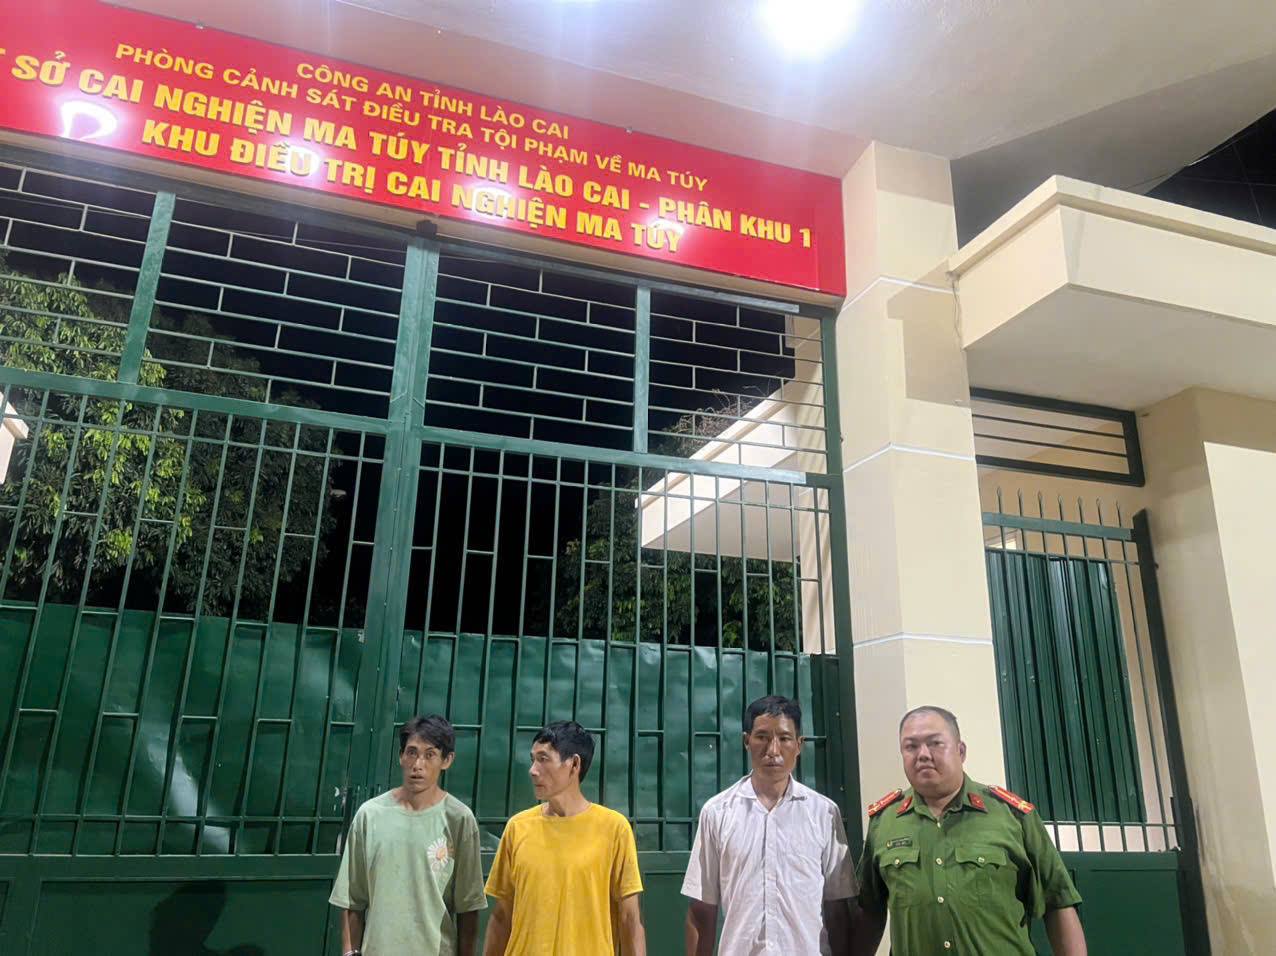 CÔNG AN TỈNH LÀO CAI
PHÒNG CẢNH SÁT ĐIỀU TRA TỘI PHẠM VỀ MA TÚY
SỞ CAI NGHIỆN MA TÚY TỈNH LÀO CAI - PHÂN KHU 1
KHU ĐIỀU TRỊ CAI NGHIỆN MA TÚY